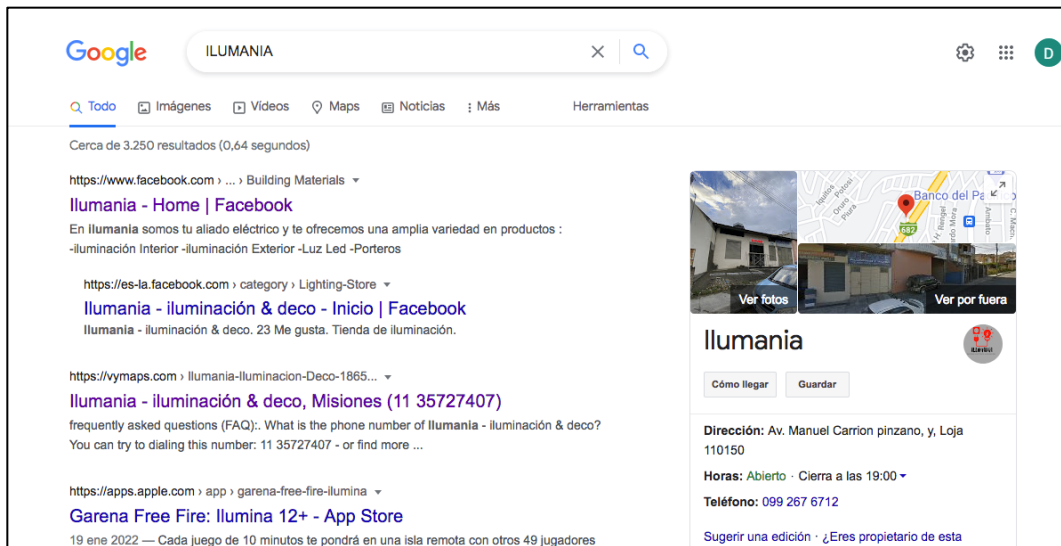 Google
ILUMANIA
D
Todo Imágenes Vídeos Maps Noticias Más Herramientas
Cerca de 3.250 resultados (0,64 segundos)
https://www.facebook.com › ... › Building Materials
Ilumania - Home | Facebook
En ilumania somos tu aliado eléctrico y te ofrecemos una amplia variedad en productos :
-iluminación Interior -iluminación Exterior -Luz Led -Porteros
https://es-la.facebook.com › category › Lighting-Store
Ilumania - iluminación & deco - Inicio | Facebook
Ilumania - iluminación & deco. 23 Me gusta. Tienda de iluminación.
https://vymaps.com › Ilumania-Iluminacion-Deco-1865...
Ilumania - iluminación & deco, Misiones (11 35727407)
frequently asked questions (FAQ):. What is the phone number of Ilumania - iluminación & deco?
You can try to dialing this number: 11 35727407 - or find more ...
https://apps.apple.com › app › garena-free-fire-ilumina
Garena Free Fire: Ilumina 12+ - App Store
19 ene 2022 — Cada juego de 10 minutos te pondrá en una isla remota con otros 49 jugadores
Iquitos
Potosi
Oruro
Piura
Banco del
682
H. Rengel
Ambato
Ver fotos
Ver por fuera
Ilumania
Cómo llegar
Guardar
Dirección: Av. Manuel Carrion pinzano, y, Loja
110150
Horas: Abierto · Cierra a las 19:00
Teléfono: 099 267 6712
Sugerir una edición · ¿Eres propietario de esta